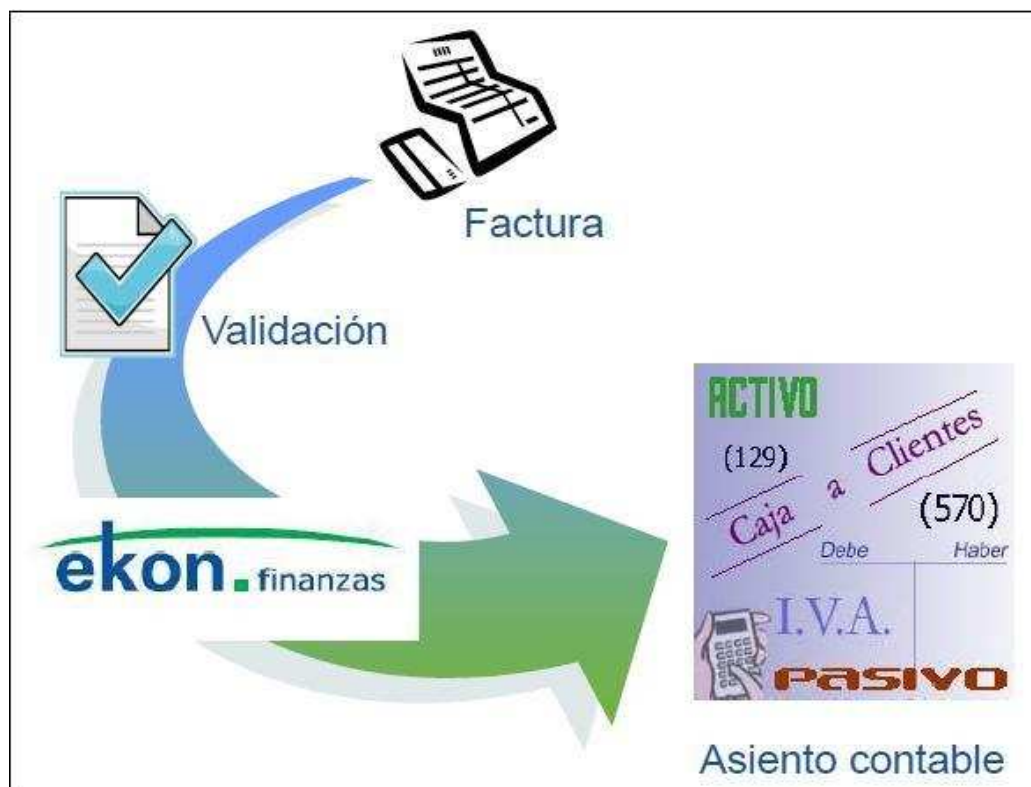 Factura
Validación
ekon.finanzas
ACTIVO
(129)
Caja a Clientes
(570)
Debe Haber
I.V.A.
PASIVO
Asiento contable